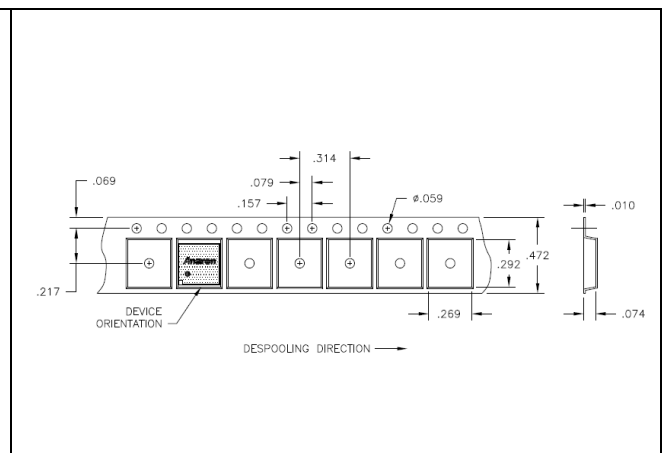 .314
.069
.079
ø.059
.157
.010
Anaren
.472
.292
.217
DEVICE
ORIENTATION
.269
.074
DESPOOLING DIRECTION